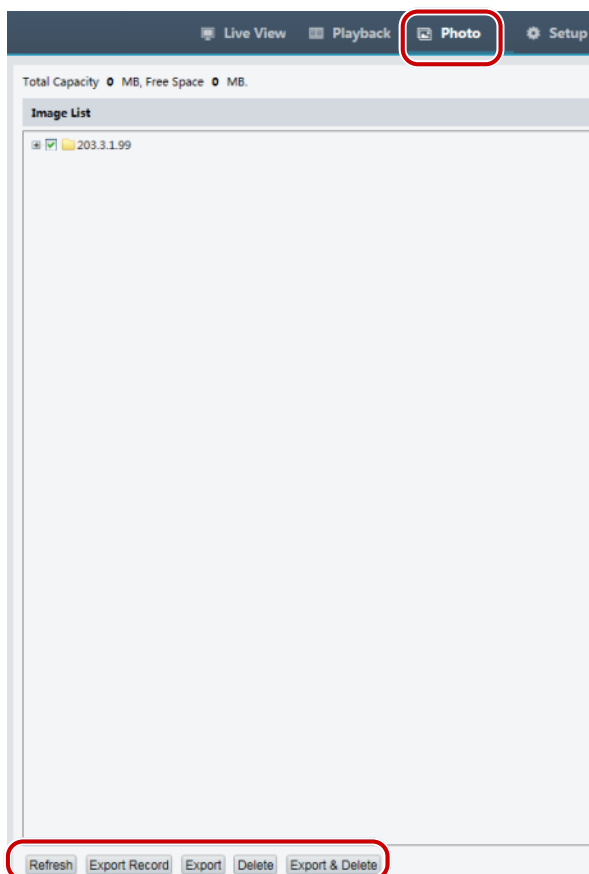 Live View Playback Photo Setup
Total Capacity 0 MB, Free Space 0 MB.
Image List
203.3.1.99
Refresh Export Record Export Delete Export & Delete